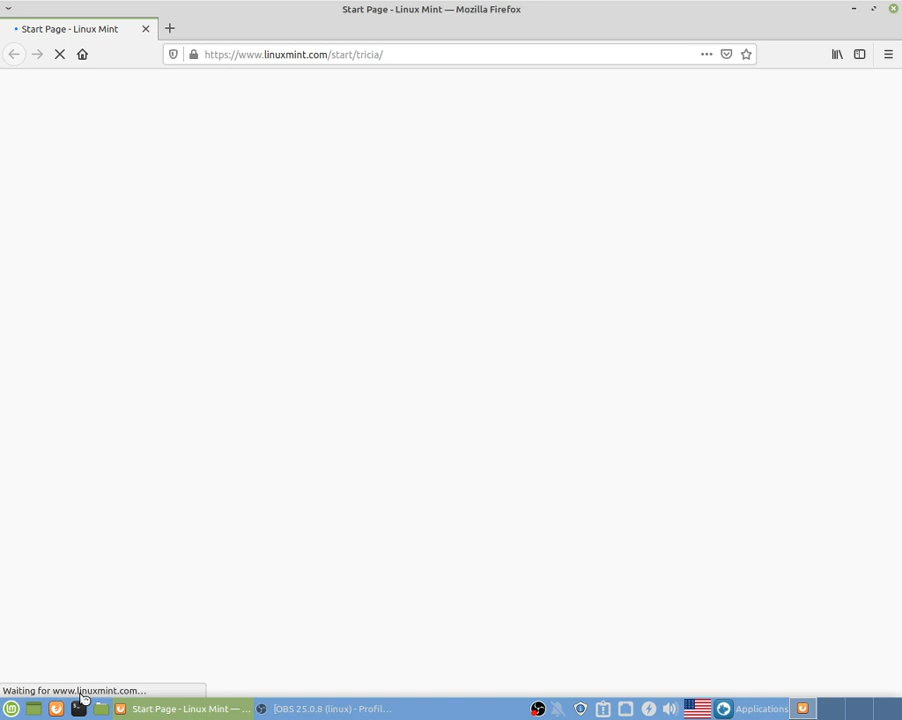 Start Page - Linux Mint — Mozilla Firefox
Start Page - Linux Mint
https://www.linuxmint.com/start/tricia/
Waiting for www.linuxmint.com…
Start Page - Linux Mint — …
[OBS 25.0.8 (linux) - Profil…
Applications